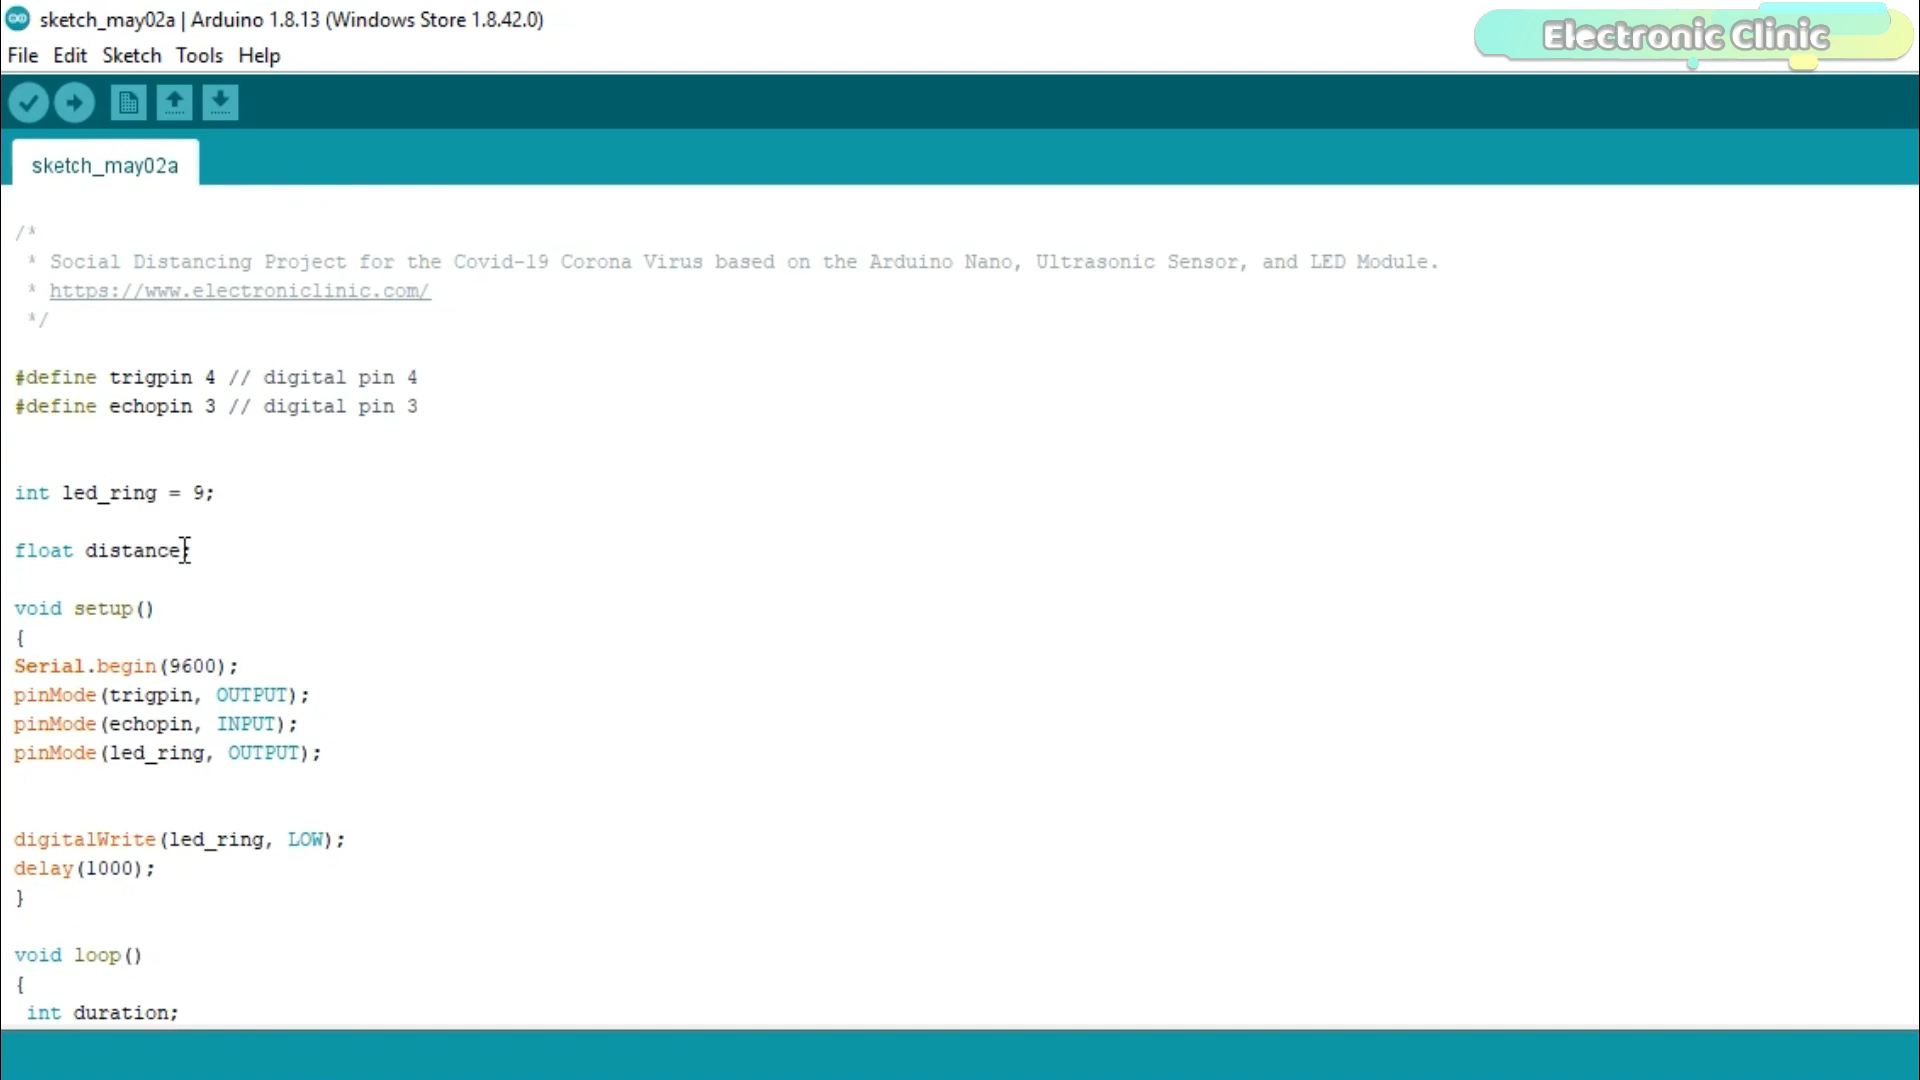 sketch_may02a | Arduino 1.8.13 (Windows Store 1.8.42.0)
Electronic Clinic
File Edit Sketch Tools Help
sketch_may02a
/*
* Social Distancing Project for the Covid-19 Corona Virus based on the Arduino Nano, Ultrasonic Sensor, and LED Module.
* https://www.electroniclinic.com/
*/
#define trigpin 4 // digital pin 4
#define echopin 3 // digital pin 3
int led_ring = 9;
float distance;
void setup()
{
Serial.begin(9600);
pinMode(trigpin, OUTPUT);
pinMode(echopin, INPUT);
pinMode(led_ring, OUTPUT);
digitalWrite(led_ring, LOW);
delay(1000);
}
void loop()
{
int duration;